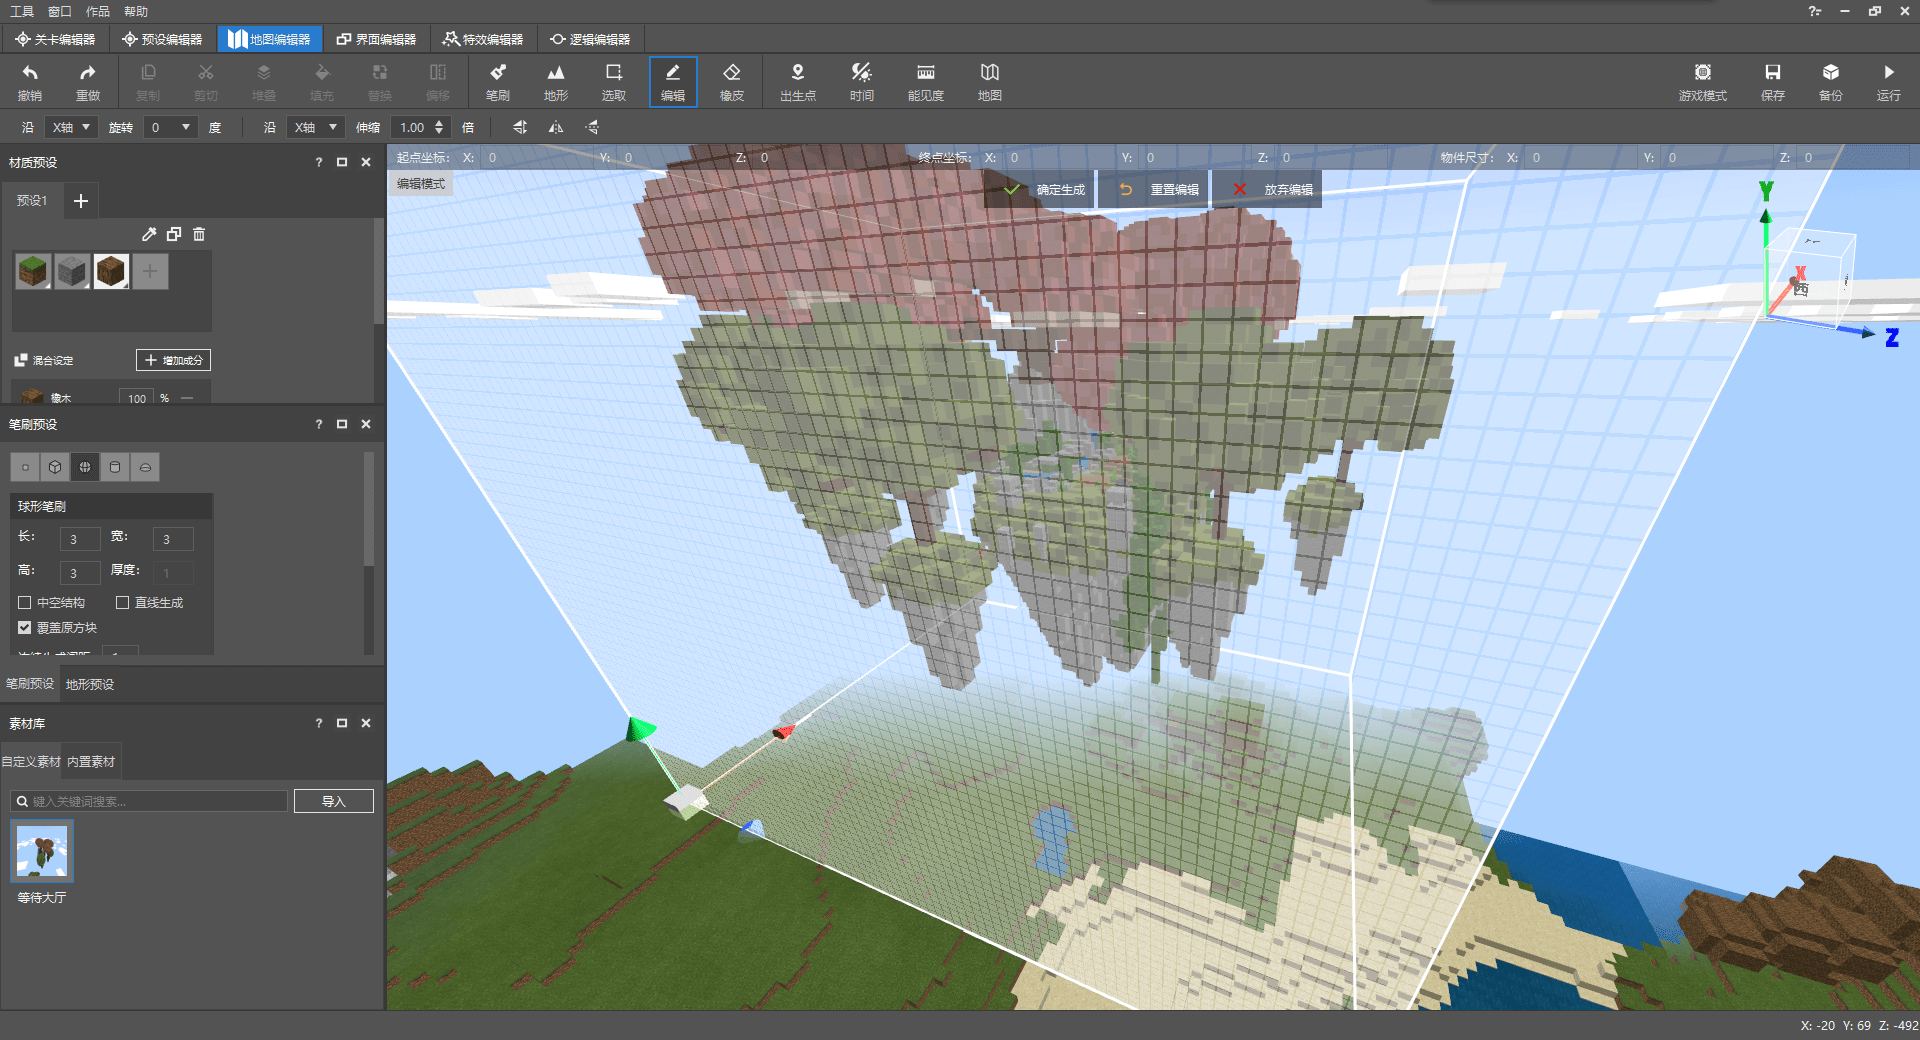 工具 窗口 作品 帮助
关卡编辑器 预设编辑器 地图编辑器 界面编辑器 特效编辑器 逻辑编辑器
撤销 重做 复制 剪切 堆叠 填充 替换 偏移 笔刷 地形 选取 编辑 橡皮 出生点 时间 能见度 地图 游戏模式 保存 备份 运行
沿 X轴 旋转 0 度 沿 X轴 伸缩 1.00 倍
材质预设 ?
起点坐标: X: 0 Y: 0 Z: 0 终点坐标: X: 0 Y: 0 Z: 0 物件尺寸: X: 0 Y: 0 Z: 0
编辑模式
确定生成 重置编辑 放弃编辑
预设1
Y
X
西
Z
混合设定 增加成分
橡木 100 %
笔刷预设 ?
球形笔刷
长: 3 宽: 3
高: 3 厚度: 1
中空结构 直线生成
覆盖原方块
笔刷预设 地形预设
素材库 ?
自定义素材 内置素材
键入关键词搜索... 导入
等待大厅
X: -20 Y: 69 Z: -492